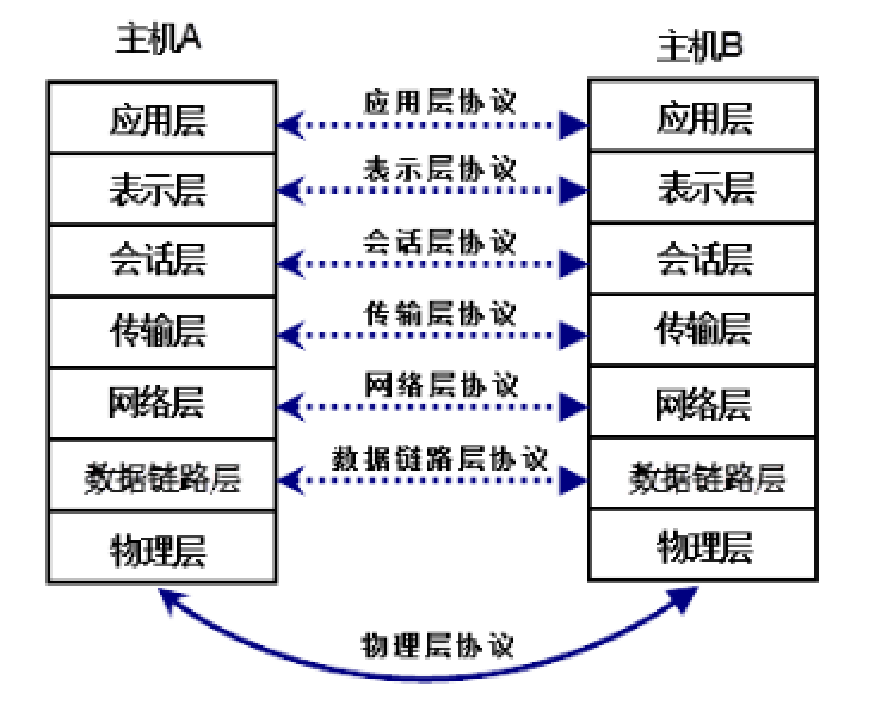 主机A
主机B
应用层
应用层协议
应用层
表示层
表示层协议
表示层
会话层
会话层协议
会话层
传输层
传输层协议
传输层
网络层
网络层协议
网络层
数据链路层
数据链路层协议
数据链路层
物理层
物理层
物理层协议